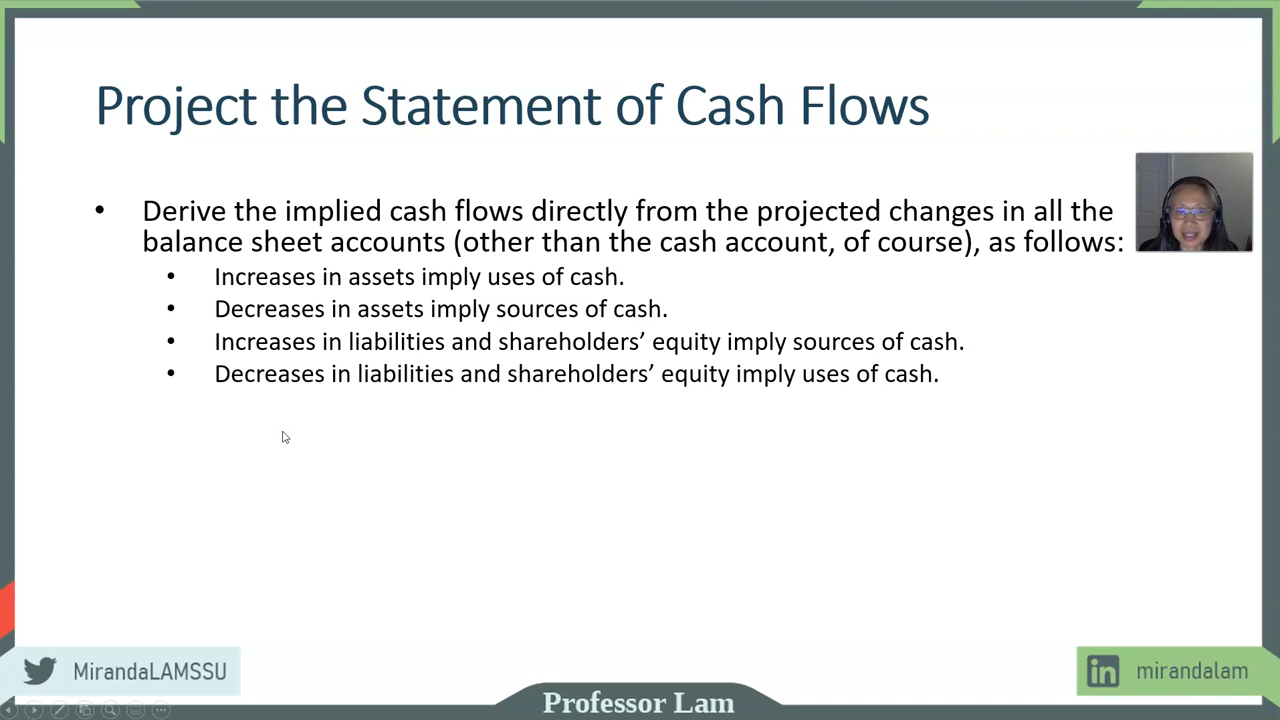 Project the Statement of Cash Flows
• Derive the implied cash flows directly from the projected changes in all the
balance sheet accounts (other than the cash account, of course), as follows:
• Increases in assets imply uses of cash.
• Decreases in assets imply sources of cash.
• Increases in liabilities and shareholders’ equity imply sources of cash.
• Decreases in liabilities and shareholders’ equity imply uses of cash.
MirandaLAMSSU
in mirandalam
Professor Lam